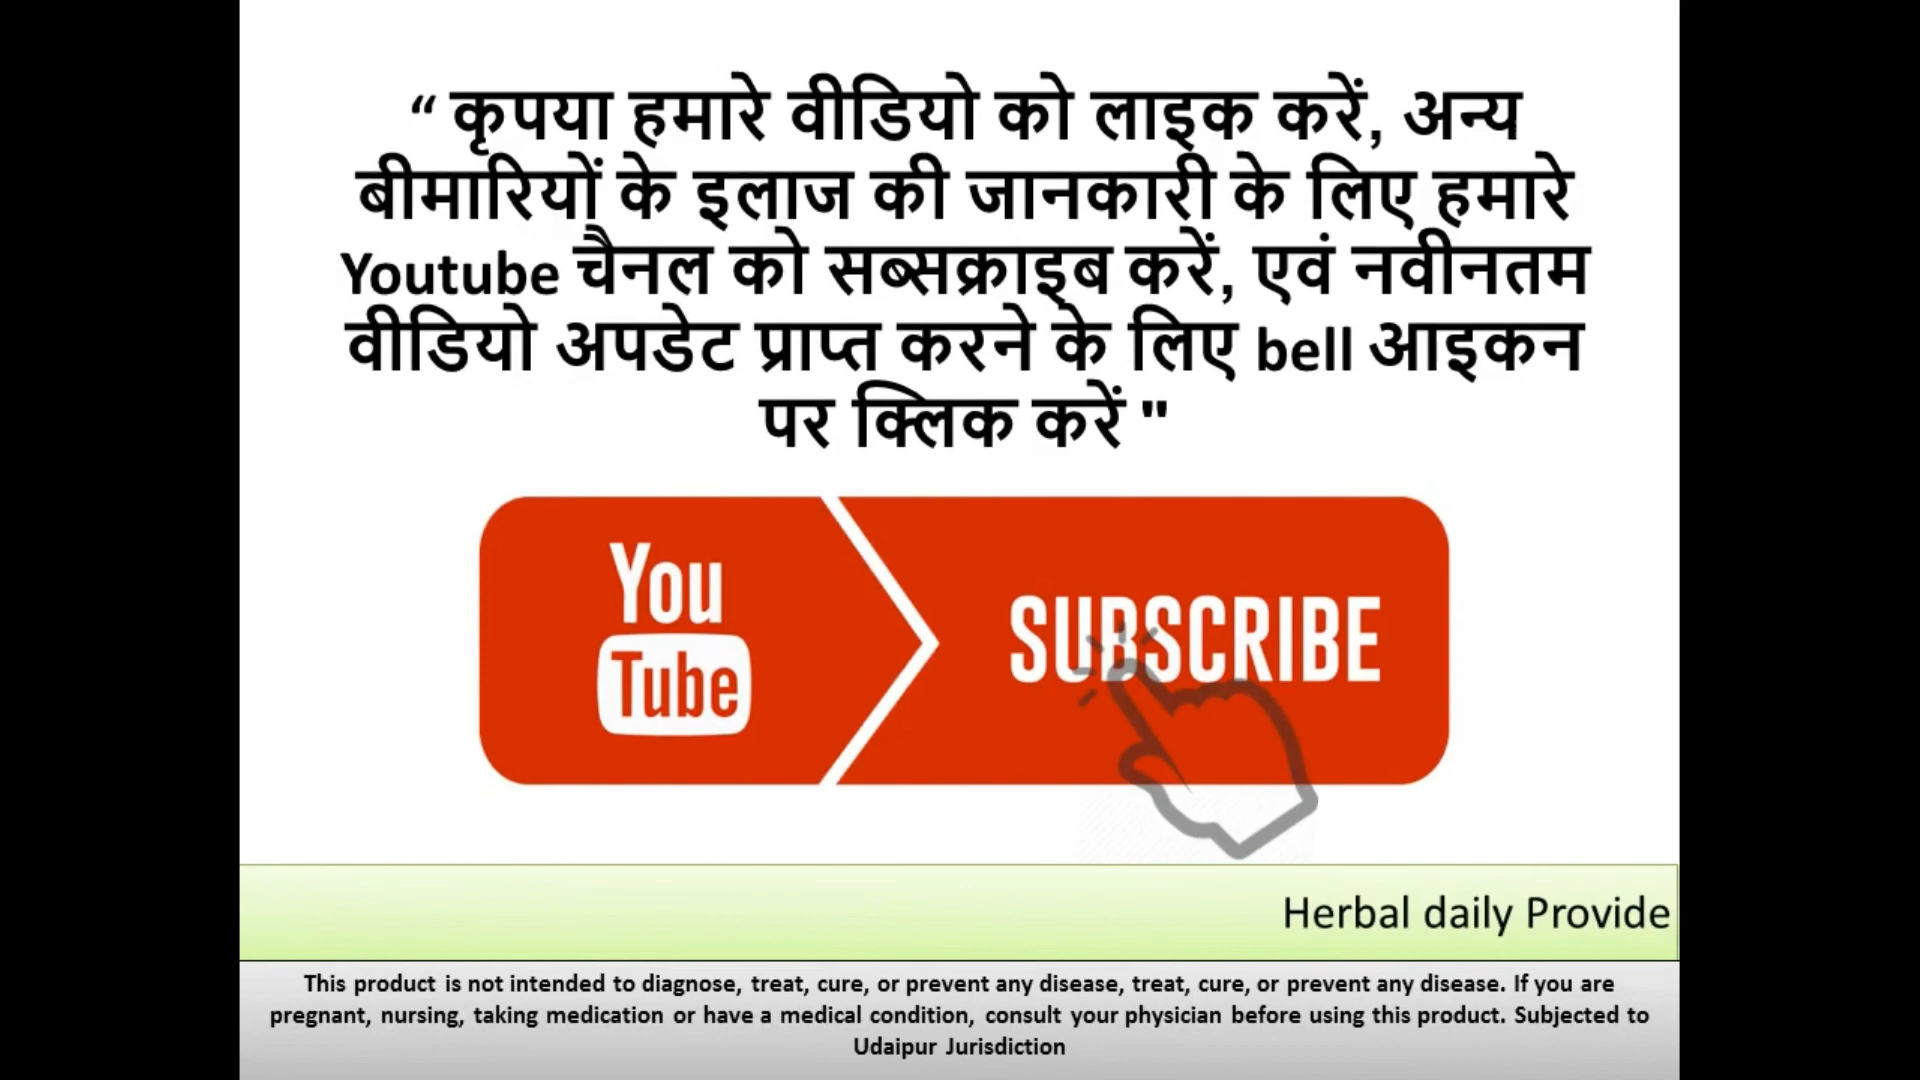 “ कृपया हमारे वीडियो को लाइक करें, अन्य
बीमारियों के इलाज की जानकारी के लिए हमारे
Youtube चैनल को सब्सक्राइब करें, एवं नवीनतम
वीडियो अपडेट प्राप्त करने के लिए bell आइकन
पर क्लिक करें "
You
Tube
SUBSCRIBE
Herbal daily Provide
This product is not intended to diagnose, treat, cure, or prevent any disease, treat, cure, or prevent any disease. If you are
pregnant, nursing, taking medication or have a medical condition, consult your physician before using this product. Subjected to
Udaipur Jurisdiction